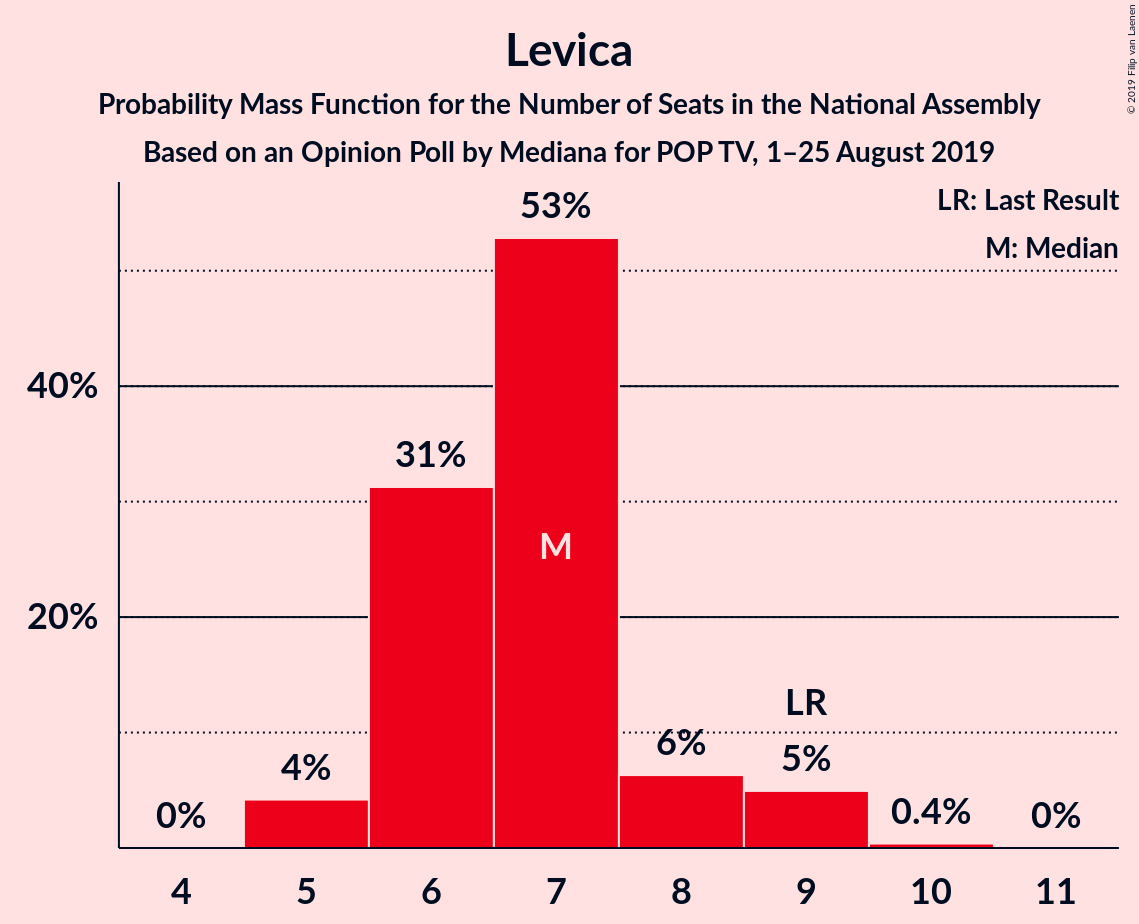 Levica
Probability Mass Function for the Number of Seats in the National Assembly
Based on an Opinion Poll by Mediana for POP TV, 1–25 August 2019
© 2019 Filip van Laenen
LR: Last Result
M: Median
53%
40%
31%
M
20%
LR
6%
5%
4%
0%
0.4%
0%
4 5 6 7 8 9 10 11